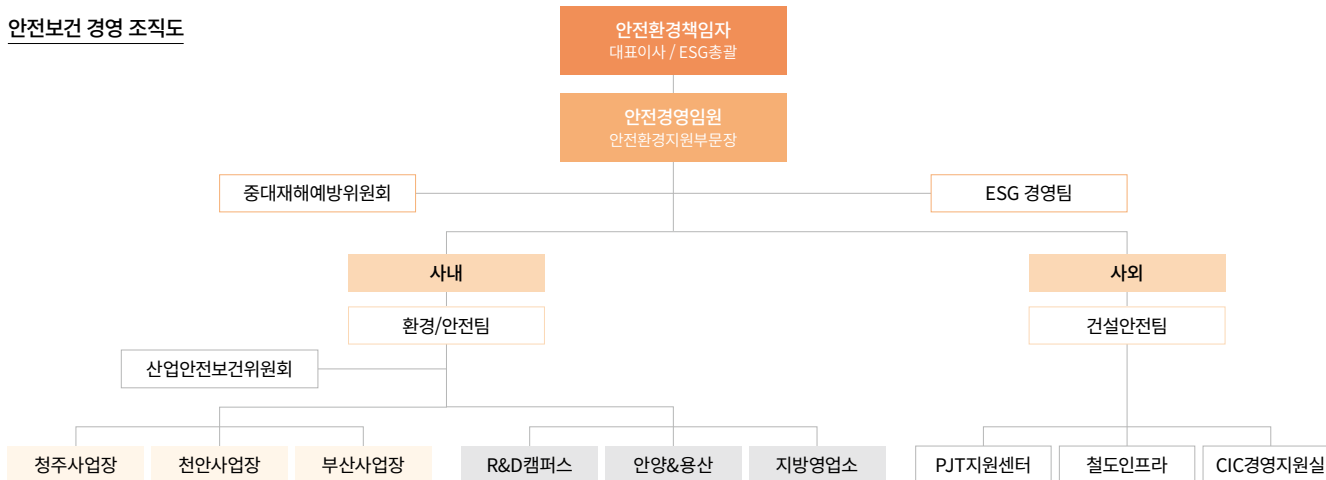 안전보건 경영 조직도
안전환경책임자
대표이사 / ESG총괄
안전경영임원
안전환경지원부문장
중대재해예방위원회
ESG 경영팀
사내
사외
환경/안전팀
건설안전팀
산업안전보건위원회
청주사업장
천안사업장
부산사업장
R&D캠퍼스
안양&용산
지방영업소
PJT지원센터
철도인프라
CIC경영지원실